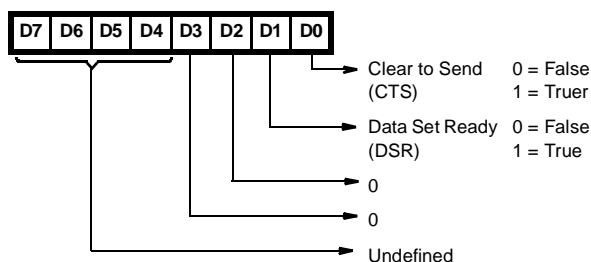 D7 D6 D5 D4 D3 D2 D1 D0
Clear to Send 0 = False
(CTS) 1 = Truer
Data Set Ready 0 = False
(DSR) 1 = True
0
0
Undefined